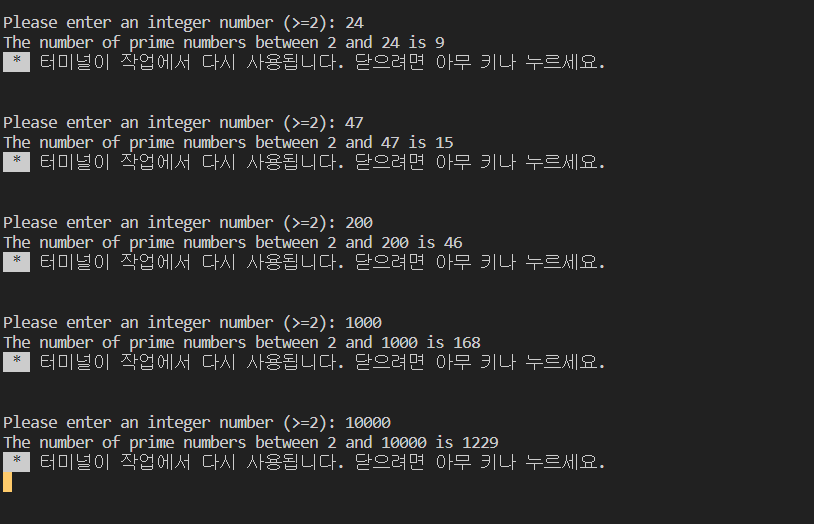 Please enter an integer number (>=2): 24
The number of prime numbers between 2 and 24 is 9
* 터미널이 작업에서 다시 사용됩니다. 닫으려면 아무 키나 누르세요.
Please enter an integer number (>=2): 47
The number of prime numbers between 2 and 47 is 15
* 터미널이 작업에서 다시 사용됩니다. 닫으려면 아무 키나 누르세요.
Please enter an integer number (>=2): 200
The number of prime numbers between 2 and 200 is 46
* 터미널이 작업에서 다시 사용됩니다. 닫으려면 아무 키나 누르세요.
Please enter an integer number (>=2): 1000
The number of prime numbers between 2 and 1000 is 168
* 터미널이 작업에서 다시 사용됩니다. 닫으려면 아무 키나 누르세요.
Please enter an integer number (>=2): 10000
The number of prime numbers between 2 and 10000 is 1229
* 터미널이 작업에서 다시 사용됩니다. 닫으려면 아무 키나 누르세요.